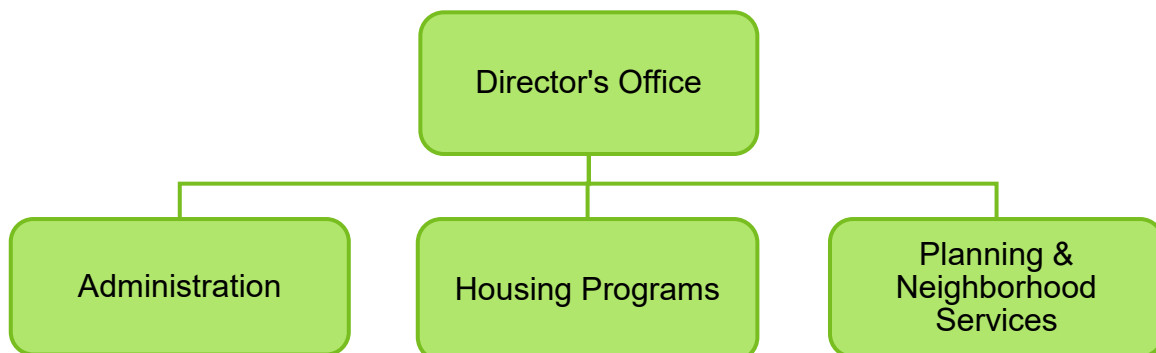 Director's Office
Administration
Housing Programs
Planning &
Neighborhood
Services